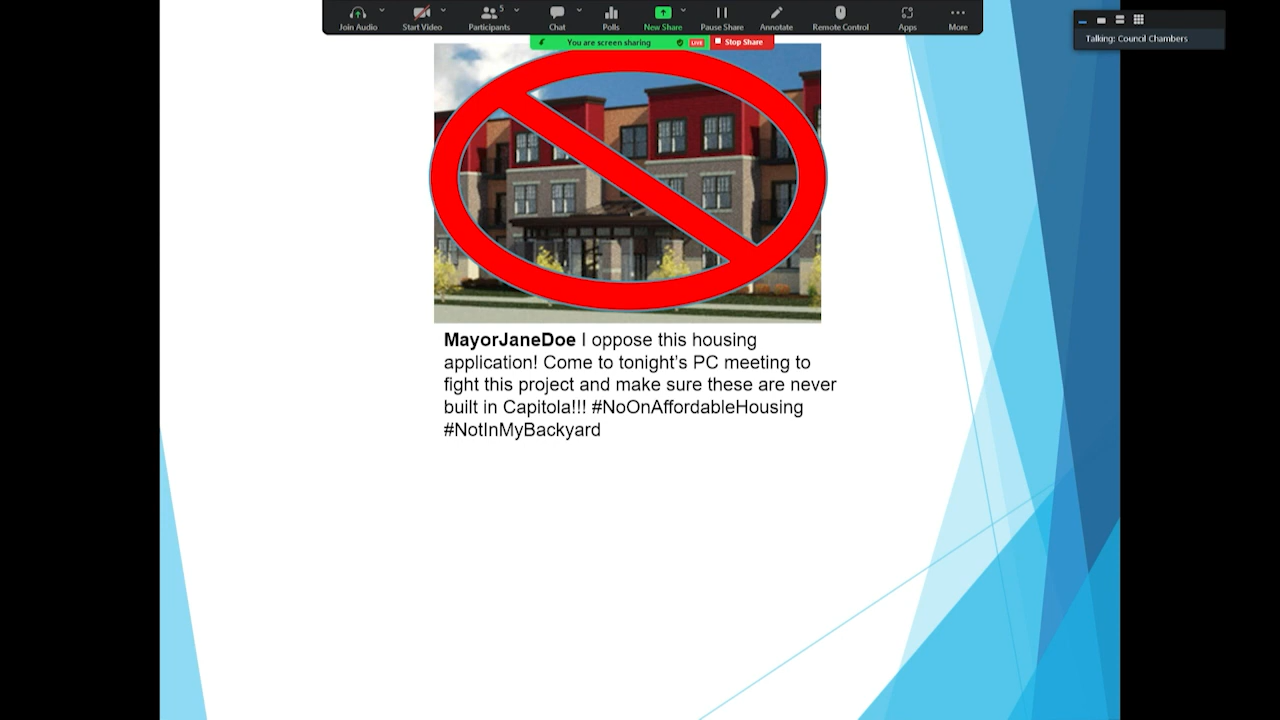 Join Audio
Start Video
5
Participants
Chat
Polls
New Share
Pause Share
Annotate
Remote Control
Apps
More
You are screen sharing
LIVE
Stop Share
Talking: Council Chambers
MayorJaneDoe I oppose this housing
application! Come to tonight's PC meeting to
fight this project and make sure these are never
built in Capitola!!! #NoOnAffordableHousing
#NotInMyBackyard